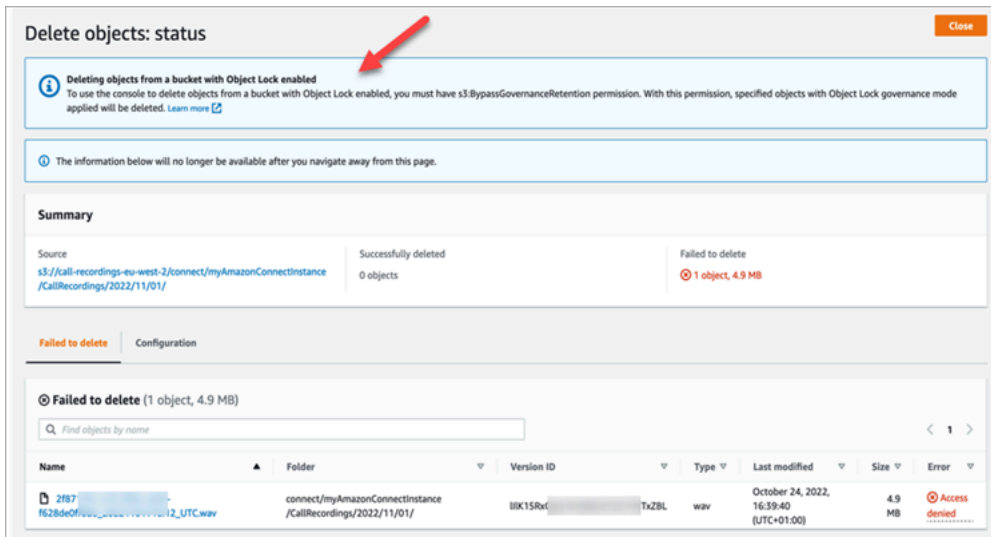 Delete objects: status
Close
Deleting objects from a bucket with Object Lock enabled
To use the console to delete objects from a bucket with Object Lock enabled, you must have s3:BypassGovernanceRetention permission. With this permission, specified objects with Object Lock governance mode
applied will be deleted. Learn more
The information below will no longer be available after you navigate away from this page.
Summary
Source
Successfully deleted
Failed to delete
s3://call-recordings-eu-west-2/connect/myAmazonConnectInstance
/CallRecordings/2022/11/01/
0 objects
1 object, 4.9 MB
Failed to delete
Configuration
Failed to delete (1 object, 4.9 MB)
Find objects by name
1
Name
Folder
Version ID
Type
Last modified
Size
Error
connect/myAmazonConnectInstance
/CallRecordings/2022/11/01/
TxZBL
wav
October 24, 2022,
16:39:40
(UTC+01:00)
4.9
MB
Access
denied